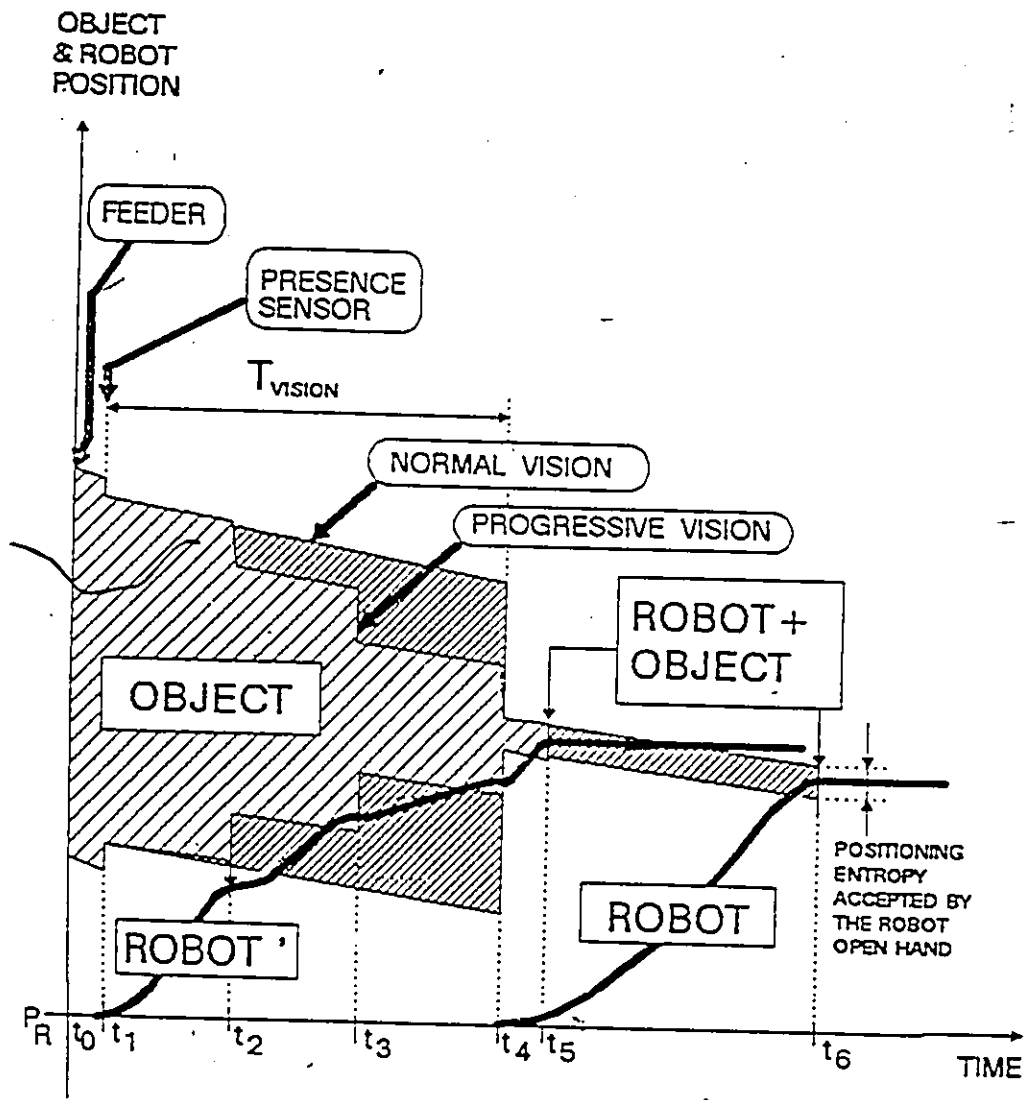 OBJECT
& ROBOT
POSITION
FEEDER
PRESENCE
SENSOR
TVISION
NORMAL VISION
PROGRESSIVE VISION
ROBOT +
OBJECT
OBJECT
POSITIONING
ENTROPY
ACCEPTED BY
THE ROBOT
OPEN HAND
ROBOT
ROBOT '
PR t0 t1 t2 t3 t4 t5 t6
TIME